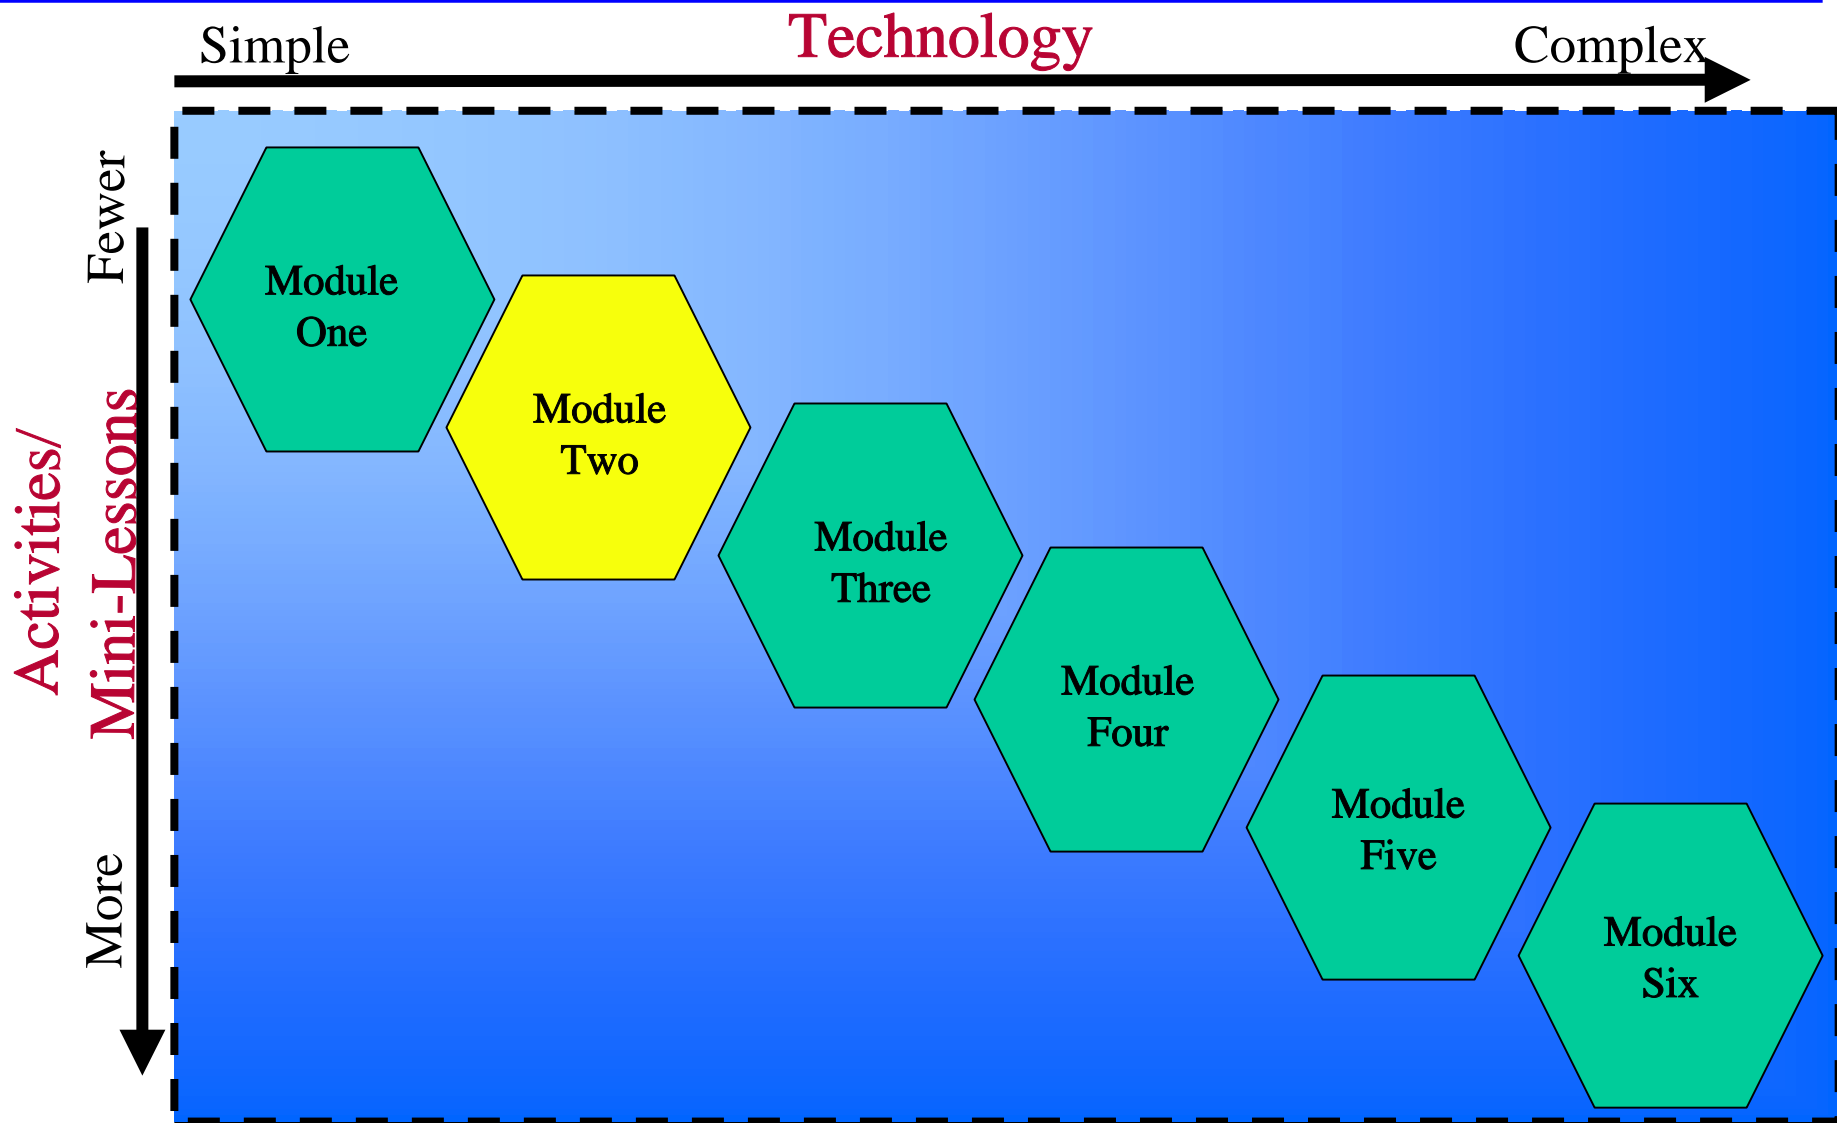 Simple
Technology
Complex
Fewer
Activities/
Mini-Lessons
More
Module
One
Module
Two
Module
Three
Module
Four
Module
Five
Module
Six